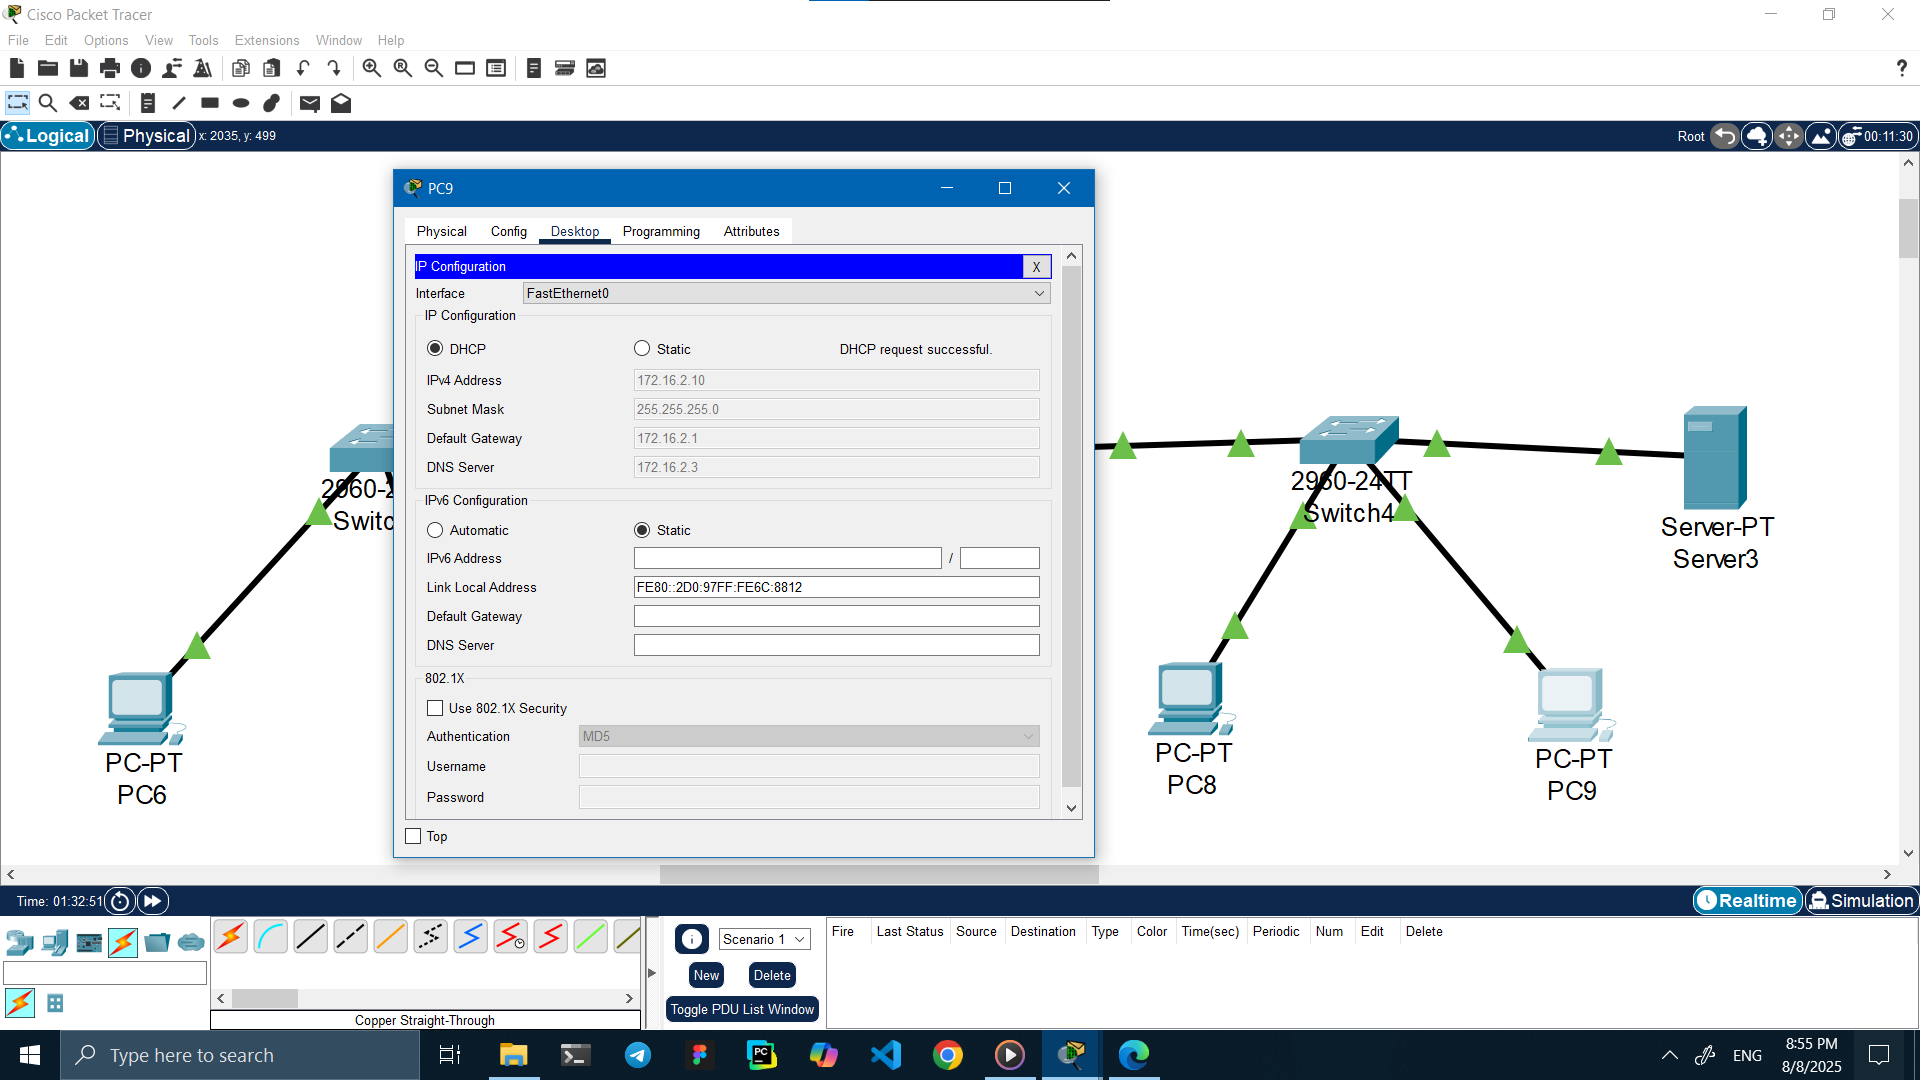 Cisco Packet Tracer
File Edit Options View Tools Extensions Window Help
Logical Physical x: 2035, y: 499 Root 00:11:30
PC9
Physical Config Desktop Programming Attributes
IP Configuration X
Interface FastEthernet0
IP Configuration
DHCP Static DHCP request successful.
IPv4 Address 172.16.2.10
Subnet Mask 255.255.255.0
Default Gateway 172.16.2.1
DNS Server 172.16.2.3
IPv6 Configuration
Automatic Static
IPv6 Address /
Link Local Address FE80::2D0:97FF:FE6C:8812
Default Gateway
DNS Server
802.1X
Use 802.1X Security
Authentication MD5
Username
Password
Top
2960-2
Switc
PC-PT
PC6
2960-24TT
Switch4
Server-PT
Server3
PC-PT
PC8
PC-PT
PC9
Time: 01:32:51 Realtime Simulation
Scenario 1
New Delete
Toggle PDU List Window
Fire Last Status Source Destination Type Color Time(sec) Periodic Num Edit Delete
Copper Straight-Through
Type here to search
PC
ENG
8:55 PM
8/8/2025